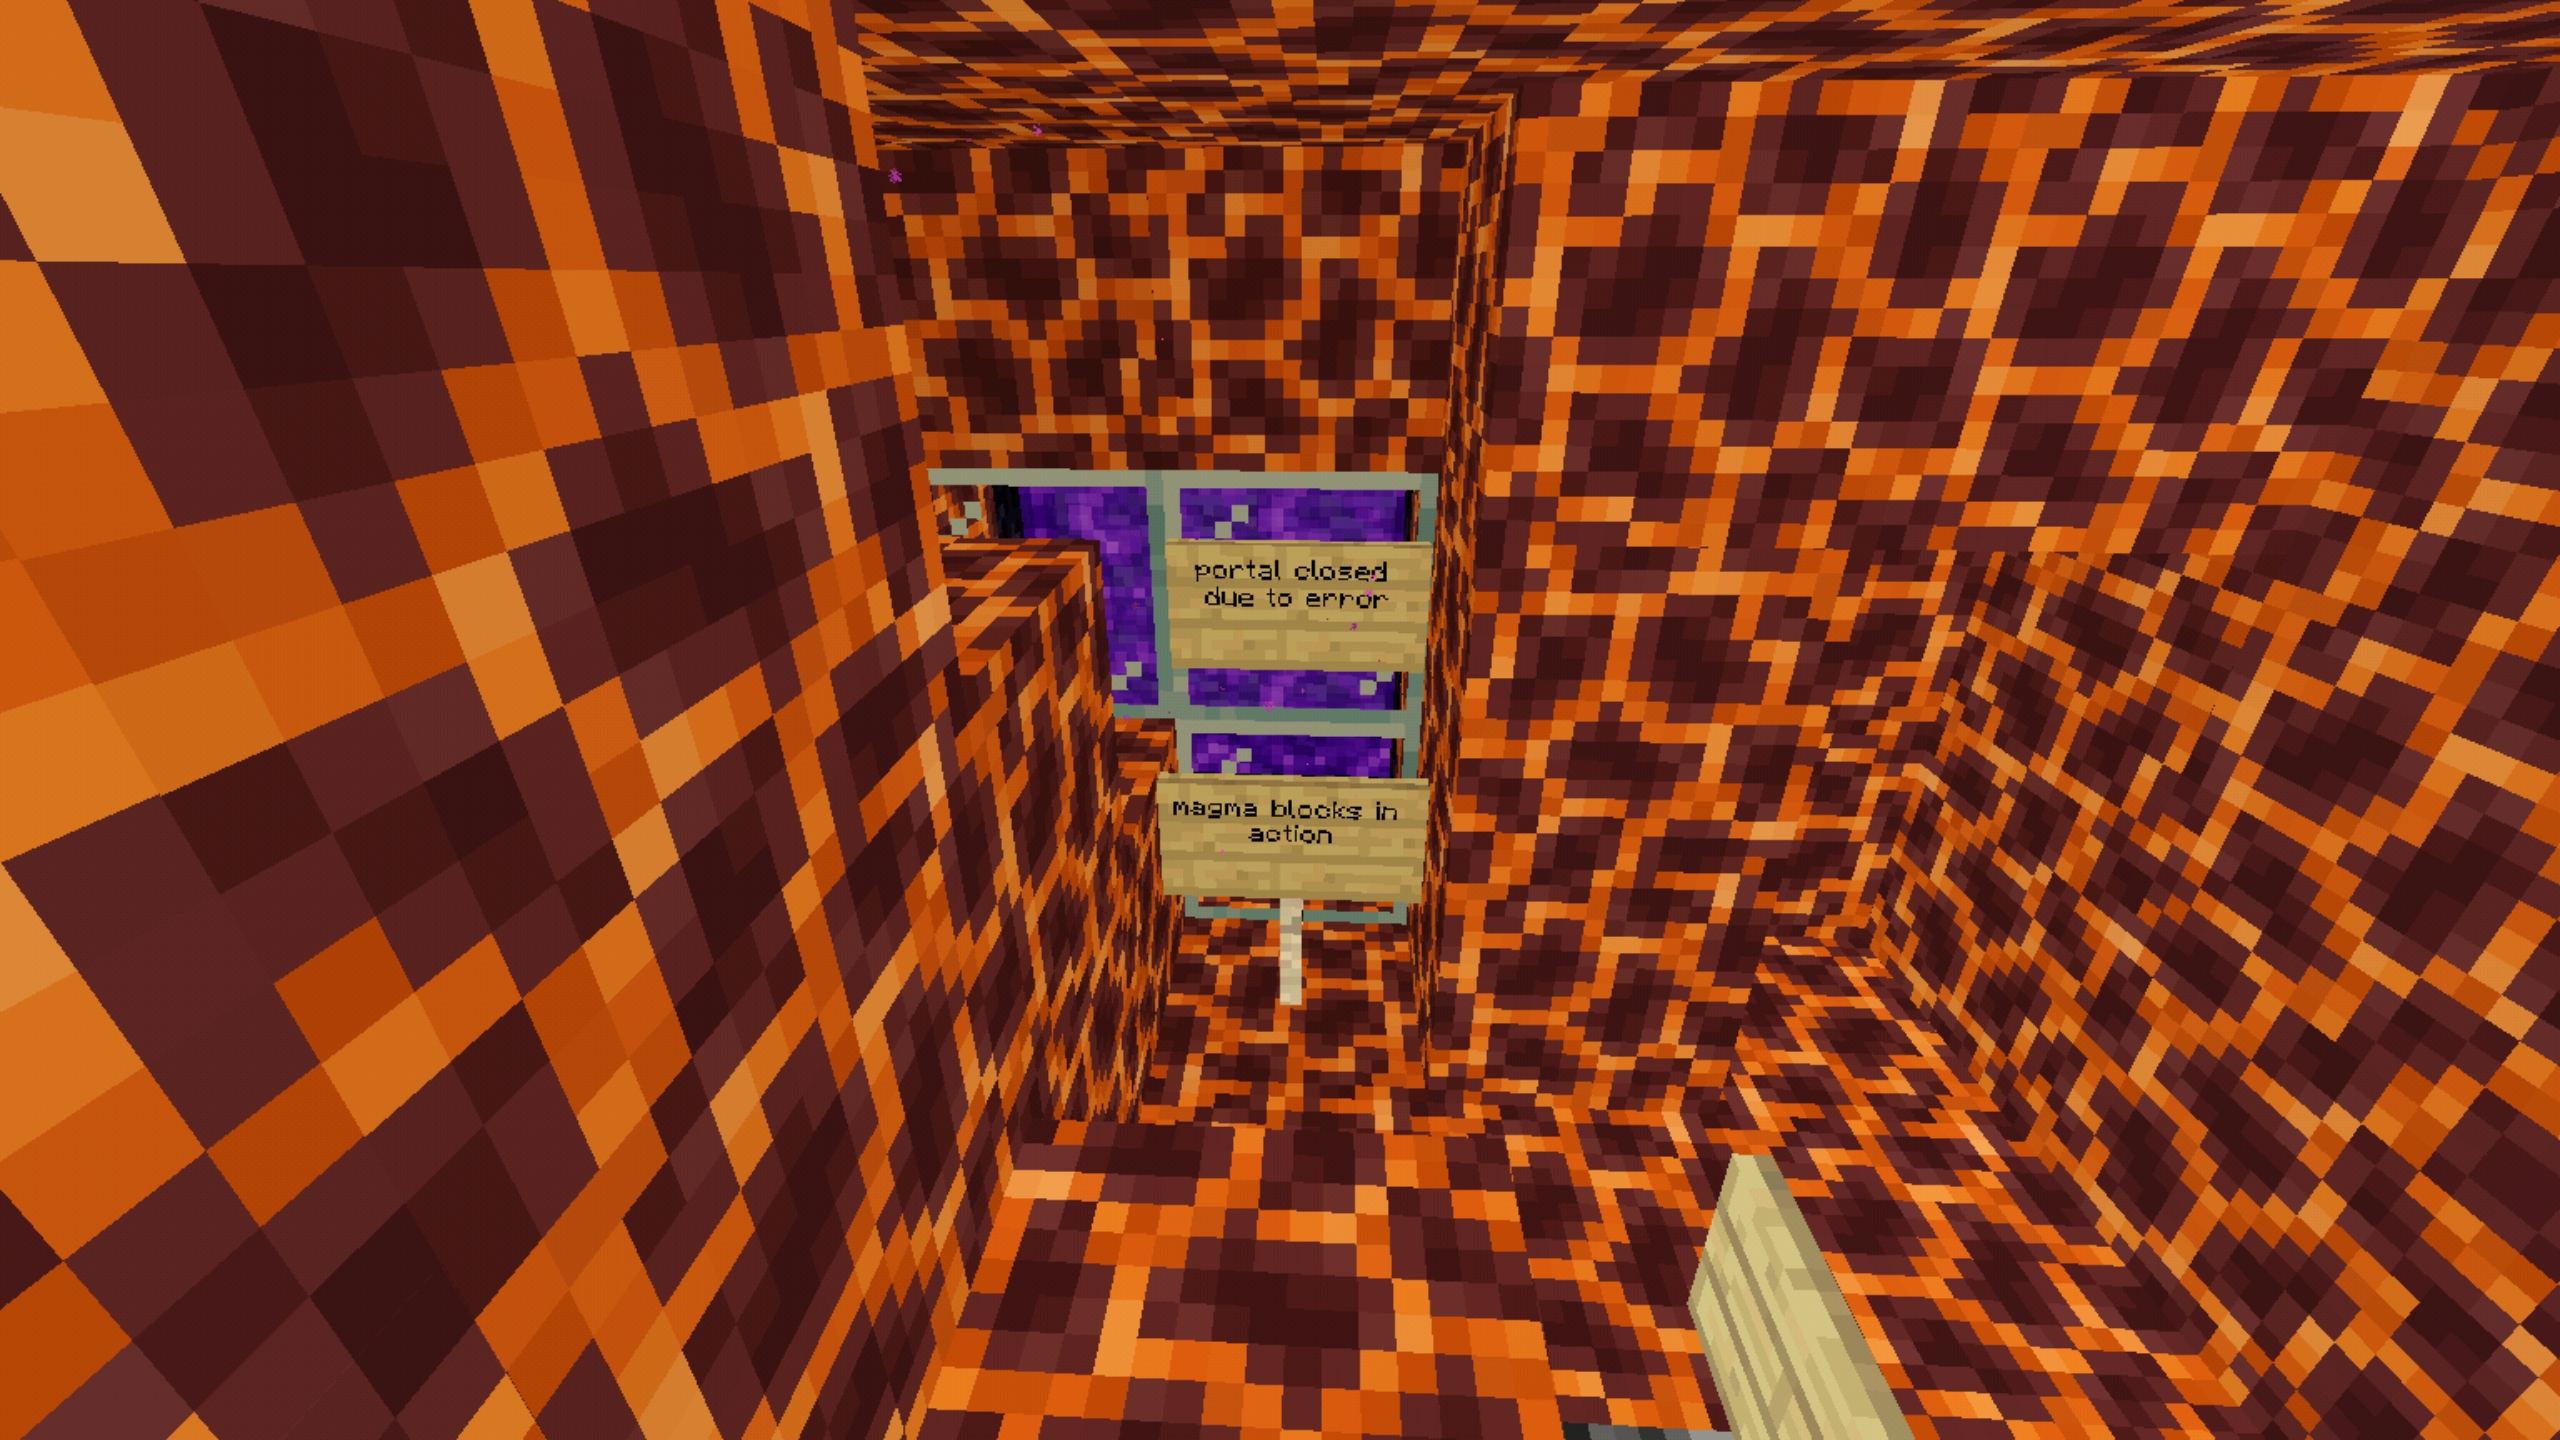 portal closed
due to error
magma blocks in
action